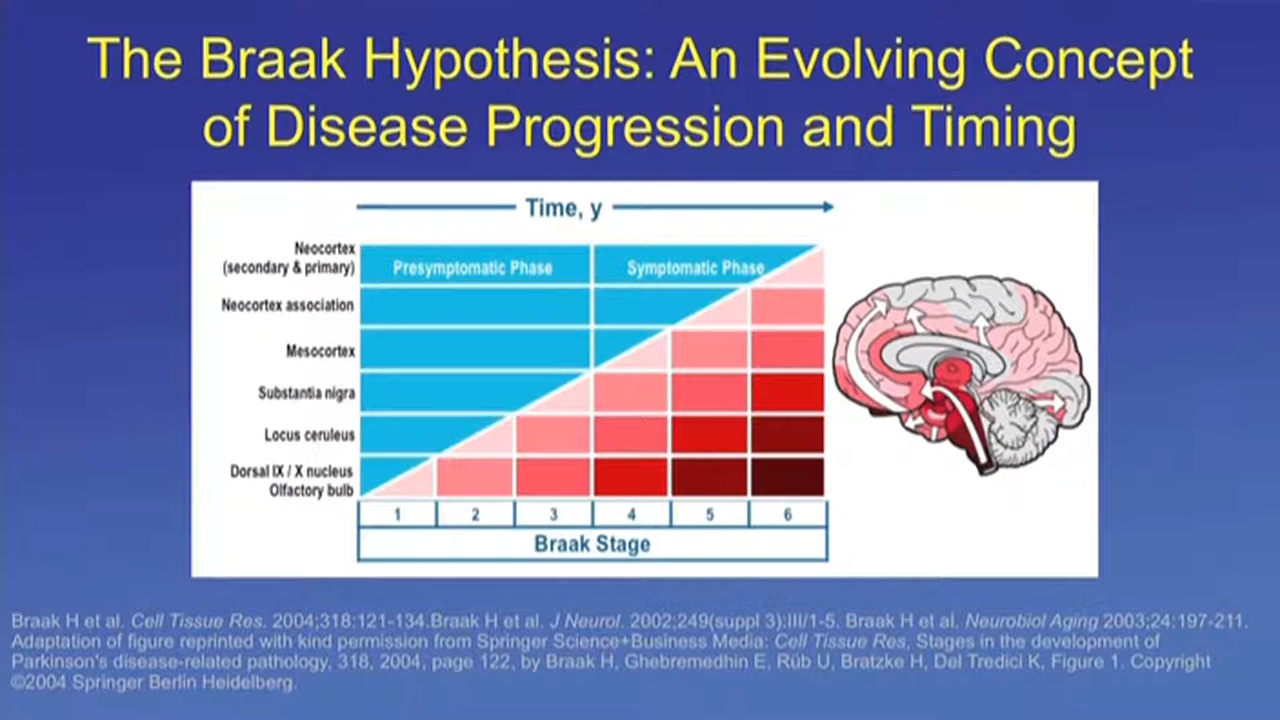 The Braak Hypothesis: An Evolving Concept
of Disease Progression and Timing
Time, y
Neocortex
(secondary & primary)
Presymptomatic Phase
Symptomatic Phase
Neocortex association
Mesocortex
Substantia nigra
Locus ceruleus
Dorsal IX / X nucleus
Olfactory bulb
1 2 3 4 5 6
Braak Stage
Braak H et al. Cell Tissue Res. 2004;318:121-134.Braak H et al. J Neurol. 2002;249(suppl 3):III/1-5. Braak H et al. Neurobiol Aging 2003;24:197-211.
Adaptation of figure reprinted with kind permission from Springer Science+Business Media: Cell Tissue Res, Stages in the development of
Parkinson's disease-related pathology, 318, 2004, page 122, by Braak H, Ghebremedhin E, Rüb U, Bratzke H, Del Tredici K, Figure 1. Copyright
©2004 Springer Berlin Heidelberg.